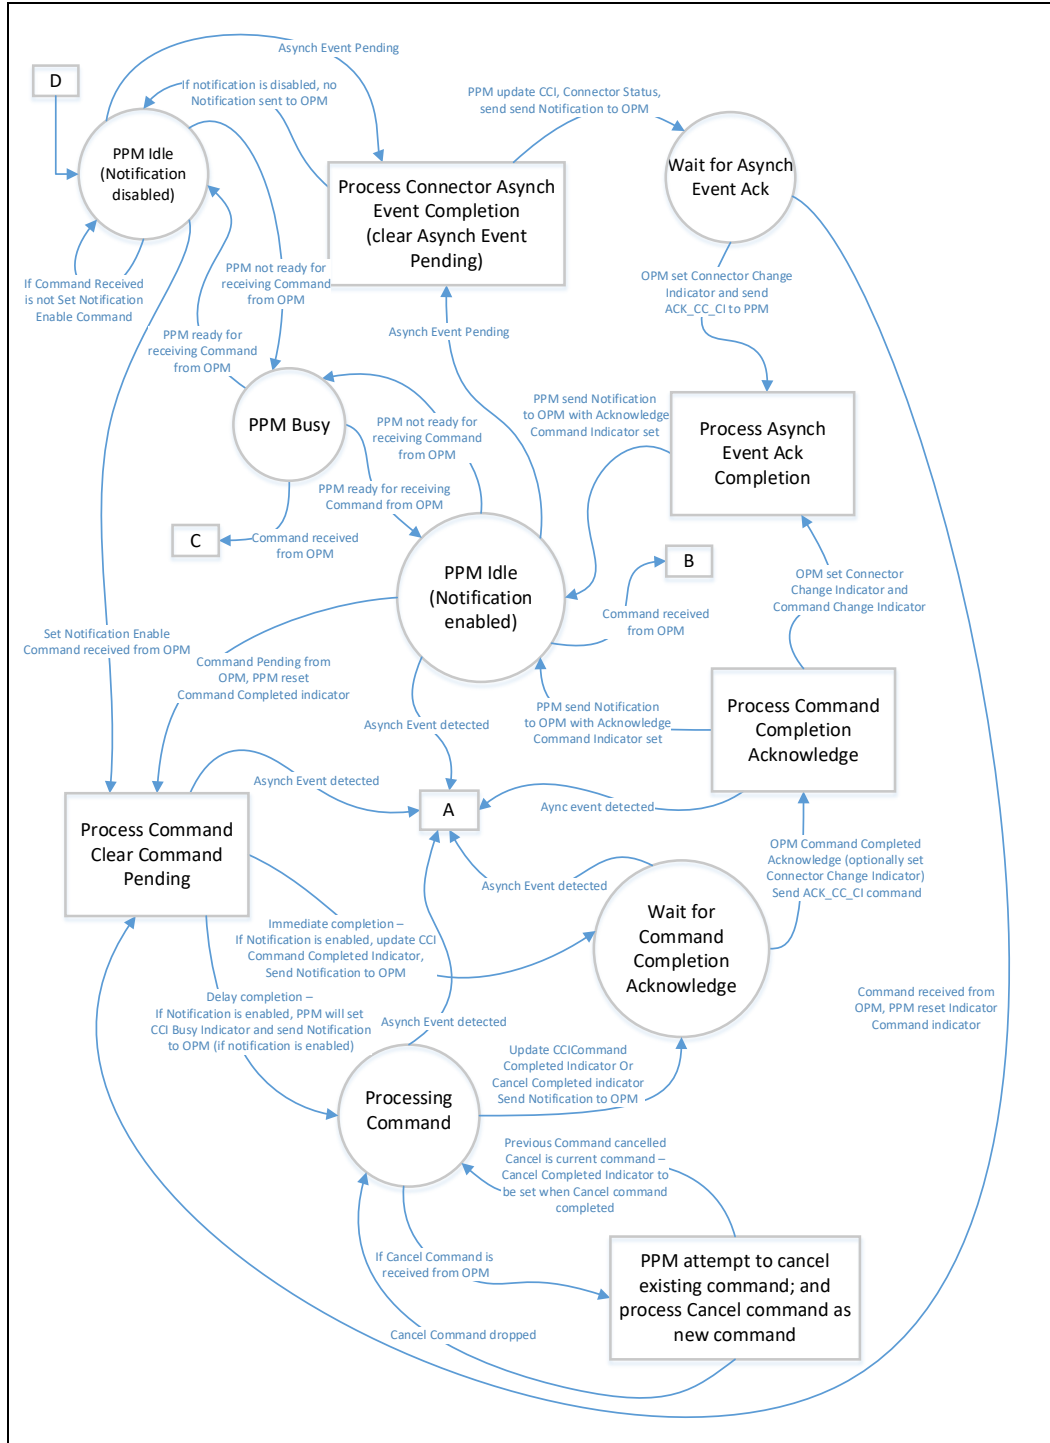 Asynch Event Pending
D
If notification is disabled, no
Notification sent to OPM
PPM update CCI, Connector Status,
send send Notification to OPM
PPM Idle
(Notification
disabled)
Process Connector Asynch
Event Completion
(clear Asynch Event
Pending)
Wait for Asynch
Event Ack
If Command Received
is not Set Notification
Enable Command
PPM not ready for
receiving Command
from OPM
OPM set Connector Change
Indicator and send
ACK_CC_CI to PPM
PPM ready for
receiving Command
from OPM
Asynch Event Pending
PPM Busy
PPM not ready for
receiving Command
from OPM
PPM send Notification
to OPM with Acknowledge
Command Indicator set
Process Asynch
Event Ack
Completion
PPM ready for receiving
Command from OPM
C
Command received
from OPM
PPM Idle
(Notification
enabled)
B
Command received
from OPM
OPM set Connector
Change Indicator and
Command Change Indicator
Set Notification Enable
Command received from OPM
Command Pending from
OPM, PPM reset
Command Completed indicator
PPM send Notification
to OPM with Acknowledge
Command Indicator set
Process Command
Completion
Acknowledge
Asynch Event detected
Asynch Event detected
A
Aync event detected
Process Command
Clear Command
Pending
OPM Command Completed
Acknowledge (optionally set
Connector Change Indicator)
Send ACK_CC_CI command
Asynch Event detected
Wait for
Command
Completion
Acknowledge
Immediate completion –
If Notification is enabled, update CCI
Command Completed Indicator,
Send Notification to OPM
Delay completion –
If Notification is enabled, PPM will set
CCI Busy Indicator and send Notification
to OPM (if notification is enabled)
Asynch Event detected
Command received from
OPM, PPM reset Indicator
Command indicator
Update CCICommand
Completed Indicator Or
Cancel Completed indicator
Send Notification to OPM
Processing
Command
Previous Command cancelled
Cancel is current command –
Cancel Completed Indicator to
be set when Cancel command
completed
If Cancel Command is
received from OPM
PPM attempt to cancel
existing command; and
process Cancel command as
new command
Cancel Command dropped